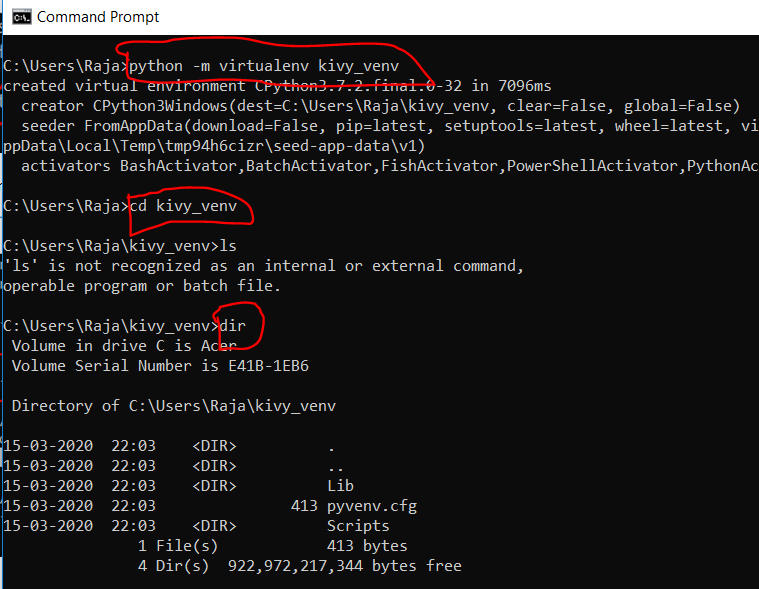 Command Prompt
C:\Users\Raja>python -m virtualenv kivy_venv
created virtual environment CPython3.7.2.final.0-32 in 7096ms
  creator CPython3Windows(dest=C:\Users\Raja\kivy_venv, clear=False, global=False)
  seeder FromAppData(download=False, pip=latest, setuptools=latest, wheel=latest, vi
ppData\Local\Temp\tmp94h6cizr\seed-app-data\v1)
  activators BashActivator,BatchActivator,FishActivator,PowerShellActivator,PythonAc
C:\Users\Raja>cd kivy_venv
C:\Users\Raja\kivy_venv>ls
'ls' is not recognized as an internal or external command,
operable program or batch file.
C:\Users\Raja\kivy_venv>dir
 Volume in drive C is Acer
 Volume Serial Number is E41B-1EB6
 Directory of C:\Users\Raja\kivy_venv
15-03-2020  22:03    <DIR>          .
15-03-2020  22:03    <DIR>          ..
15-03-2020  22:03    <DIR>          Lib
15-03-2020  22:03               413 pyvenv.cfg
15-03-2020  22:03    <DIR>          Scripts
               1 File(s)            413 bytes
               4 Dir(s)  922,972,217,344 bytes free